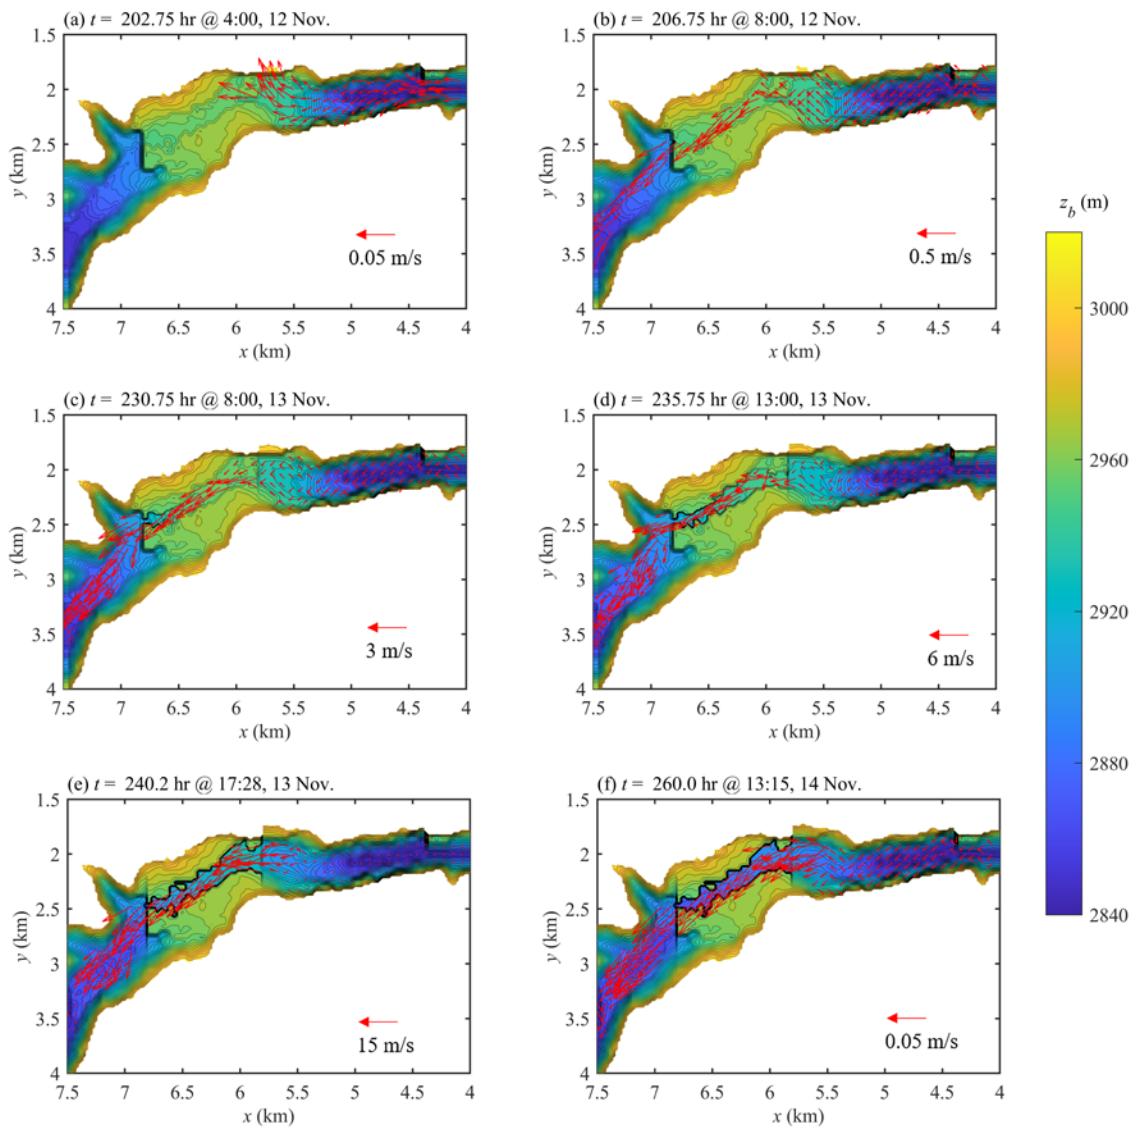 (a) t = 202.75 hr @ 4:00, 12 Nov.
1.5
2
2.5
3
3.5
4
y (km)
0.05 m/s
7.5 7 6.5 6 5.5 5 4.5 4
x (km)
(b) t = 206.75 hr @ 8:00, 12 Nov.
1.5
2
2.5
3
3.5
4
y (km)
0.5 m/s
7.5 7 6.5 6 5.5 5 4.5 4
x (km)
(c) t = 230.75 hr @ 8:00, 13 Nov.
1.5
2
2.5
3
3.5
4
y (km)
3 m/s
7.5 7 6.5 6 5.5 5 4.5 4
x (km)
(d) t = 235.75 hr @ 13:00, 13 Nov.
1.5
2
2.5
3
3.5
4
y (km)
6 m/s
7.5 7 6.5 6 5.5 5 4.5 4
x (km)
(e) t = 240.2 hr @ 17:28, 13 Nov.
1.5
2
2.5
3
3.5
4
y (km)
15 m/s
7.5 7 6.5 6 5.5 5 4.5 4
x (km)
(f) t = 260.0 hr @ 13:15, 14 Nov.
1.5
2
2.5
3
3.5
4
y (km)
0.05 m/s
7.5 7 6.5 6 5.5 5 4.5 4
x (km)
z_b (m)
3000
2960
2920
2880
2840